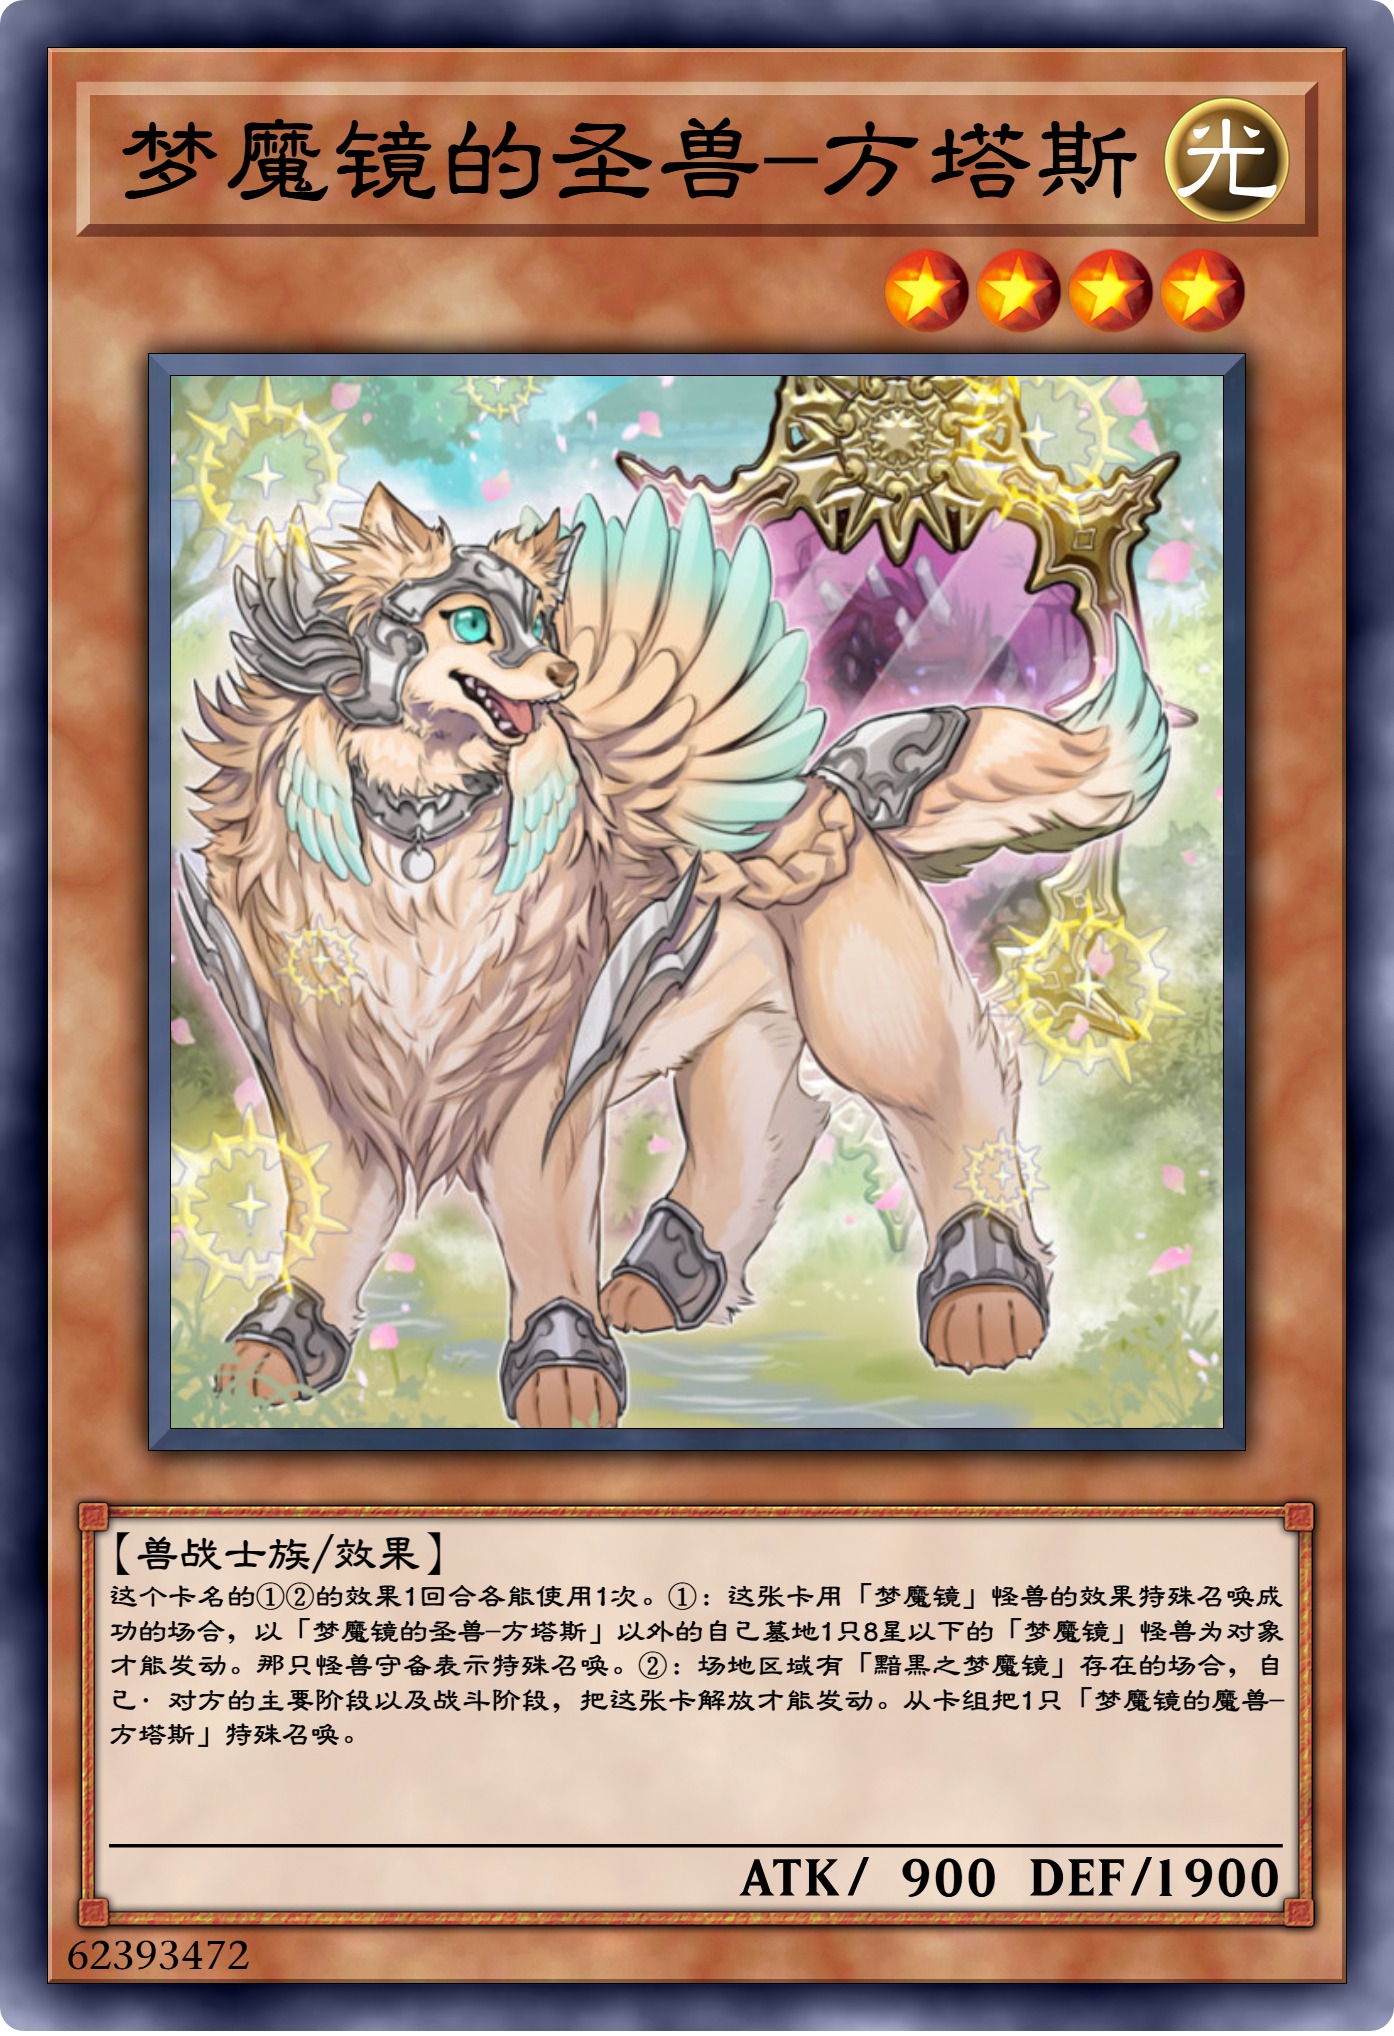 梦魔镜的圣兽-方塔斯 光
【兽战士族/效果】
这个卡名的①②的效果1回合各能使用1次。①：这张卡用「梦魔镜」怪兽的效果特殊召唤成
功的场合，以「梦魔镜的圣兽-方塔斯」以外的自己墓地1只8星以下的「梦魔镜」怪兽为对象
才能发动。那只怪兽守备表示特殊召唤。②：场地区域有「黯黑之梦魔镜」存在的场合，自
己·对方的主要阶段以及战斗阶段，把这张卡解放才能发动。从卡组把1只「梦魔镜的魔兽-
方塔斯」特殊召唤。
ATK/ 900 DEF/1900
62393472